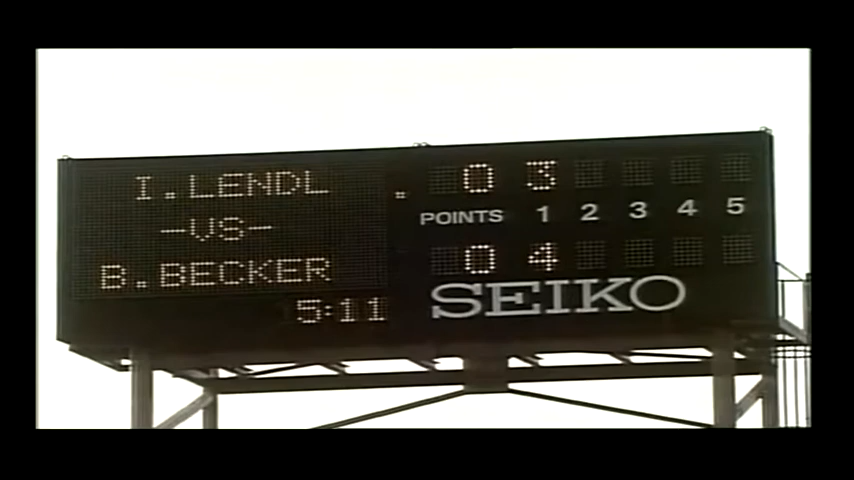 I.LENDL . 0 3
-VS- POINTS 1 2 3 4 5
B.BECKER 0 4
5:11 SEIKO